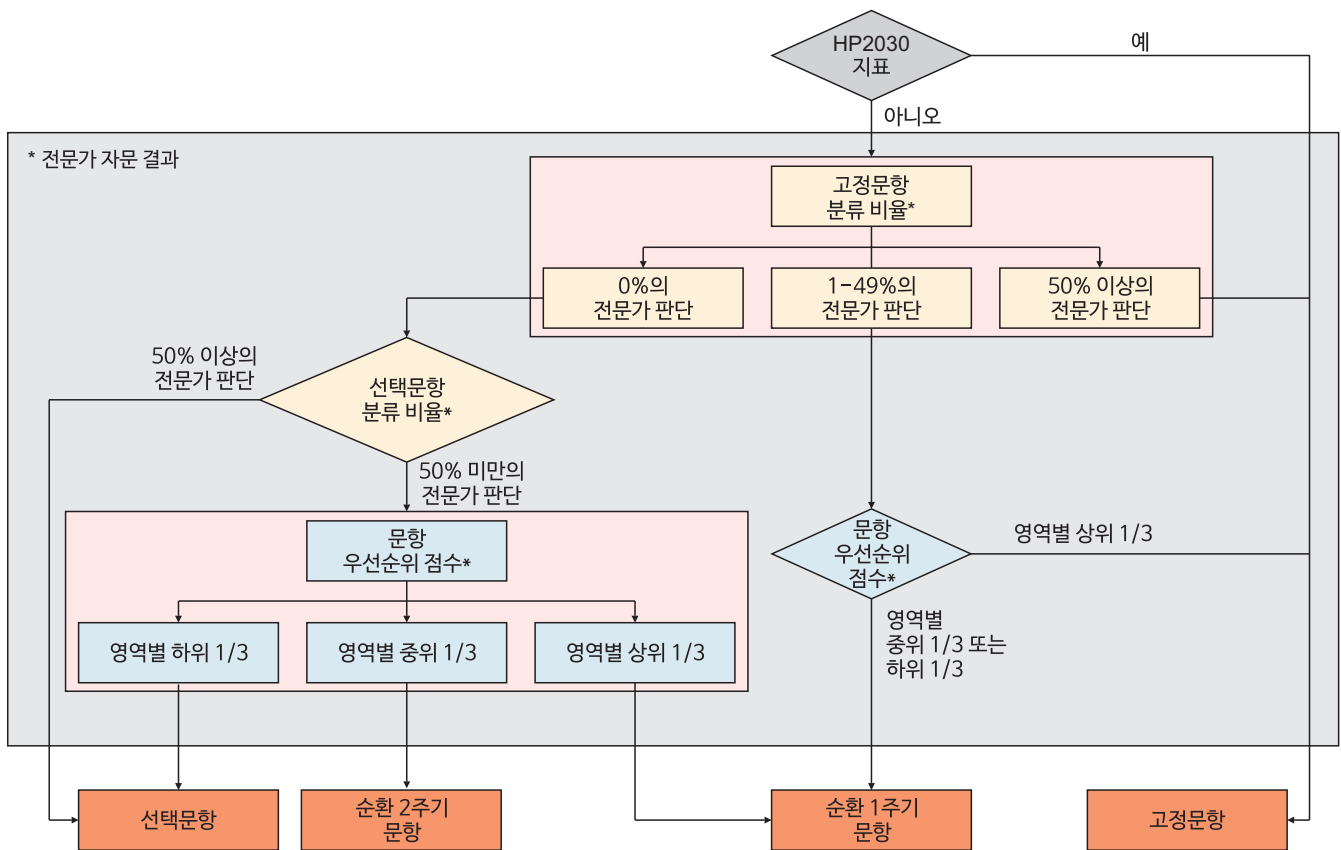 HP2030
지표
예
아니오
* 전문가 자문 결과
고정문항
분류 비율*
0%의
전문가 판단
1-49%의
전문가 판단
50% 이상의
전문가 판단
50% 이상의
전문가 판단
선택문항
분류 비율*
50% 미만의
전문가 판단
문항
우선순위 점수*
문항
우선순위
점수*
영역별 상위 1/3
영역별 하위 1/3
영역별 중위 1/3
영역별 상위 1/3
영역별
중위 1/3 또는
하위 1/3
선택문항
순환 2주기
문항
순환 1주기
문항
고정문항